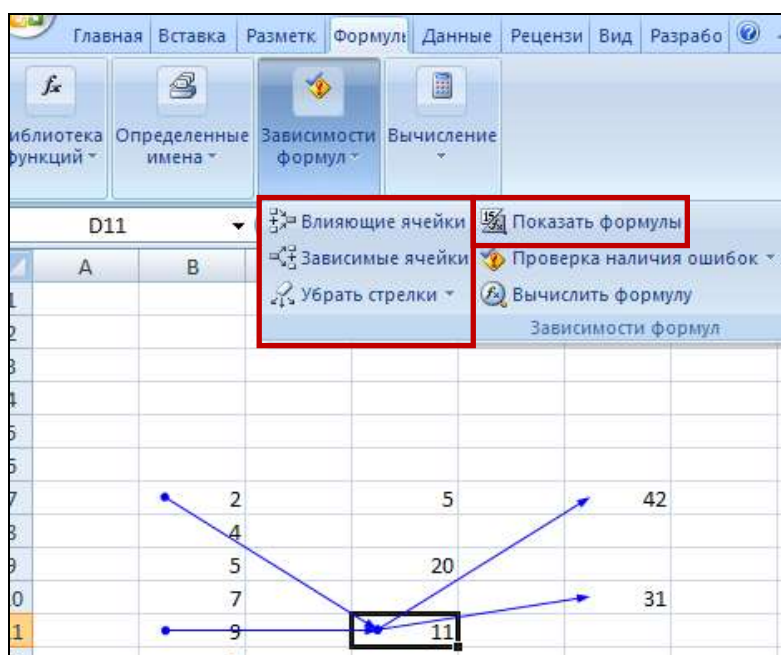 Главная Вставка Разметк Формулы Данные Рецензи Вид Разрабо
иблиотека функций
Определенные имена
Зависимости формул
Вычисление
D11
Влияющие ячейки
Зависимые ячейки
Убрать стрелки
Показать формулы
Проверка наличия ошибок
Вычислить формулу
Зависимости формул
A B
7 2 5 42
4
5 20
7 31
9 11